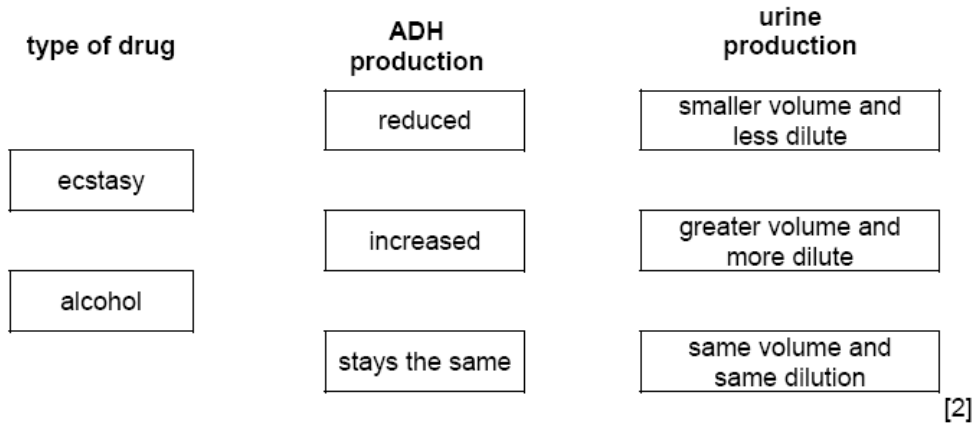 type of drug
ADH
production
urine
production
reduced
smaller volume and
less dilute
ecstasy
increased
greater volume and
more dilute
alcohol
stays the same
same volume and
same dilution
[2]